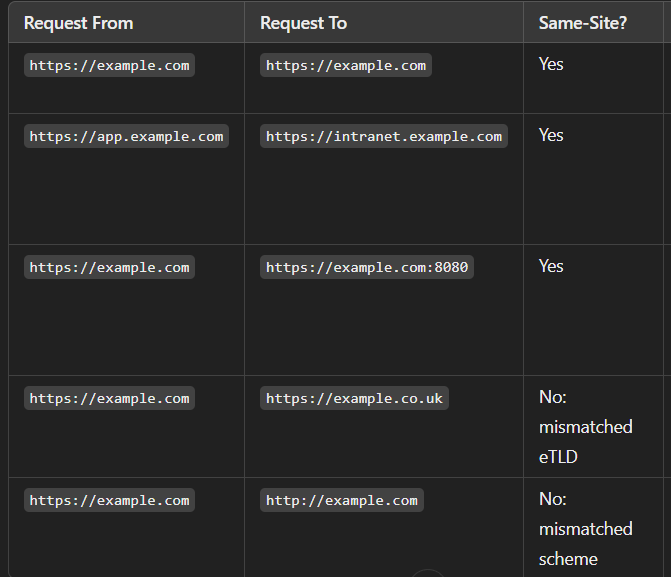 Request From Request To Same-Site?
https://example.com https://example.com Yes
https://app.example.com https://intranet.example.com Yes
https://example.com https://example.com:8080 Yes
https://example.com https://example.co.uk No:
mismatched
eTLD
https://example.com http://example.com No:
mismatched
scheme